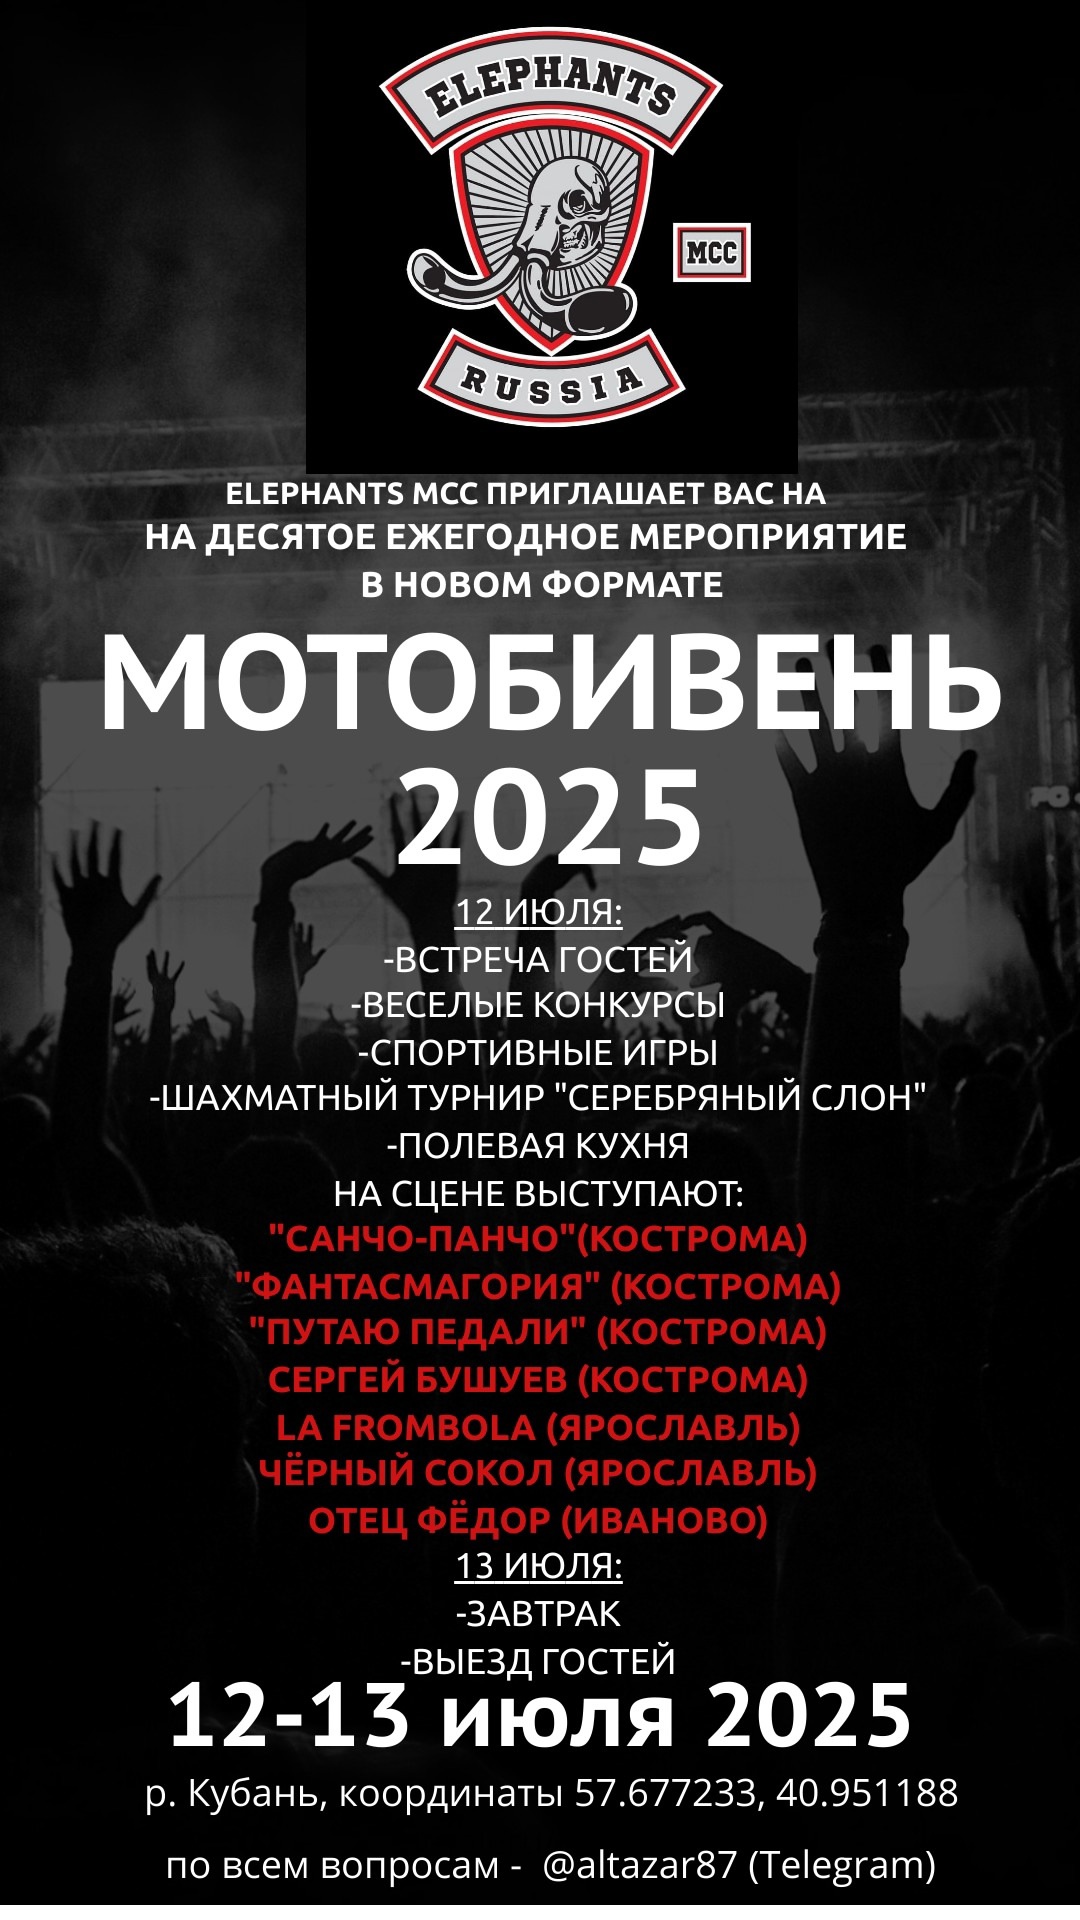 ELEPHANTS
MCC
RUSSIA
ELEPHANTS MCC ПРИГЛАШАЕТ ВАС НА
НА ДЕСЯТОЕ ЕЖЕГОДНОЕ МЕРОПРИЯТИЕ
В НОВОМ ФОРМАТЕ
МОТОБИВЕНЬ
2025
12 ИЮЛЯ:
-ВСТРЕЧА ГОСТЕЙ
-ВЕСЕЛЫЕ КОНКУРСЫ
-СПОРТИВНЫЕ ИГРЫ
-ШАХМАТНЫЙ ТУРНИР "СЕРЕБРЯНЫЙ СЛОН"
-ПОЛЕВАЯ КУХНЯ
НА СЦЕНЕ ВЫСТУПАЮТ:
"САНЧО-ПАНЧО"(КОСТРОМА)
"ФАНТАСМАГОРИЯ" (КОСТРОМА)
"ПУТАЮ ПЕДАЛИ" (КОСТРОМА)
СЕРГЕЙ БУШУЕВ (КОСТРОМА)
LA FROMBOLA (ЯРОСЛАВЛЬ)
ЧЁРНЫЙ СОКОЛ (ЯРОСЛАВЛЬ)
ОТЕЦ ФЁДОР (ИВАНОВО)
13 ИЮЛЯ:
-ЗАВТРАК
-ВЫЕЗД ГОСТЕЙ
12-13 июля 2025
р. Кубань, координаты 57.677233, 40.951188
по всем вопросам - @altazar87 (Telegram)